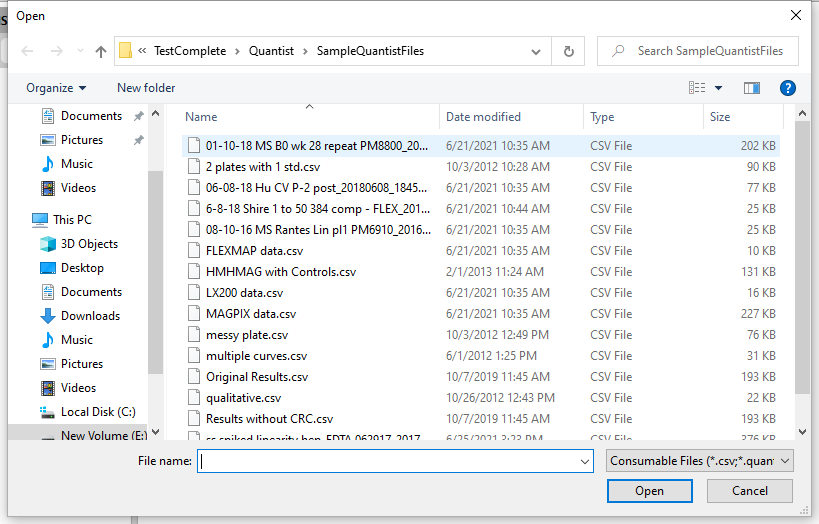 Open
« TestComplete › Quantist › SampleQuantistFiles
Search SampleQuantistFiles
Organize
New folder
Documents
Pictures
Music
Videos
This PC
3D Objects
Desktop
Documents
Downloads
Music
Pictures
Videos
Local Disk (C:)
New Volume (E:)
Name Date modified Type Size
01-10-18 MS B0 wk 28 repeat PM8800_20... 6/21/2021 10:35 AM CSV File 202 KB
2 plates with 1 std.csv 10/3/2012 10:28 AM CSV File 90 KB
06-08-18 Hu CV P-2 post_20180608_1845... 6/21/2021 10:35 AM CSV File 77 KB
6-8-18 Shire 1 to 50 384 comp - FLEX_201... 6/21/2021 10:44 AM CSV File 25 KB
08-10-16 MS Rantes Lin pl1 PM6910_2016... 6/21/2021 10:35 AM CSV File 25 KB
FLEXMAP data.csv 6/21/2021 10:35 AM CSV File 10 KB
HMHMAG with Controls.csv 2/1/2013 11:24 AM CSV File 131 KB
LX200 data.csv 6/21/2021 10:35 AM CSV File 16 KB
MAGPIX data.csv 6/21/2021 10:35 AM CSV File 227 KB
messy plate.csv 10/3/2012 12:49 PM CSV File 76 KB
multiple curves.csv 6/1/2012 1:25 PM CSV File 31 KB
Original Results.csv 10/7/2019 11:45 AM CSV File 193 KB
qualitative.csv 10/26/2012 12:43 PM CSV File 22 KB
Results without CRC.csv 10/7/2019 11:45 AM CSV File 193 KB
ss spiked linearity hep-EDTA 062917_2017... 6/25/2021 3:23 PM CSV File 376 KB
File name:
Consumable Files (*.csv;*.quan
Open
Cancel